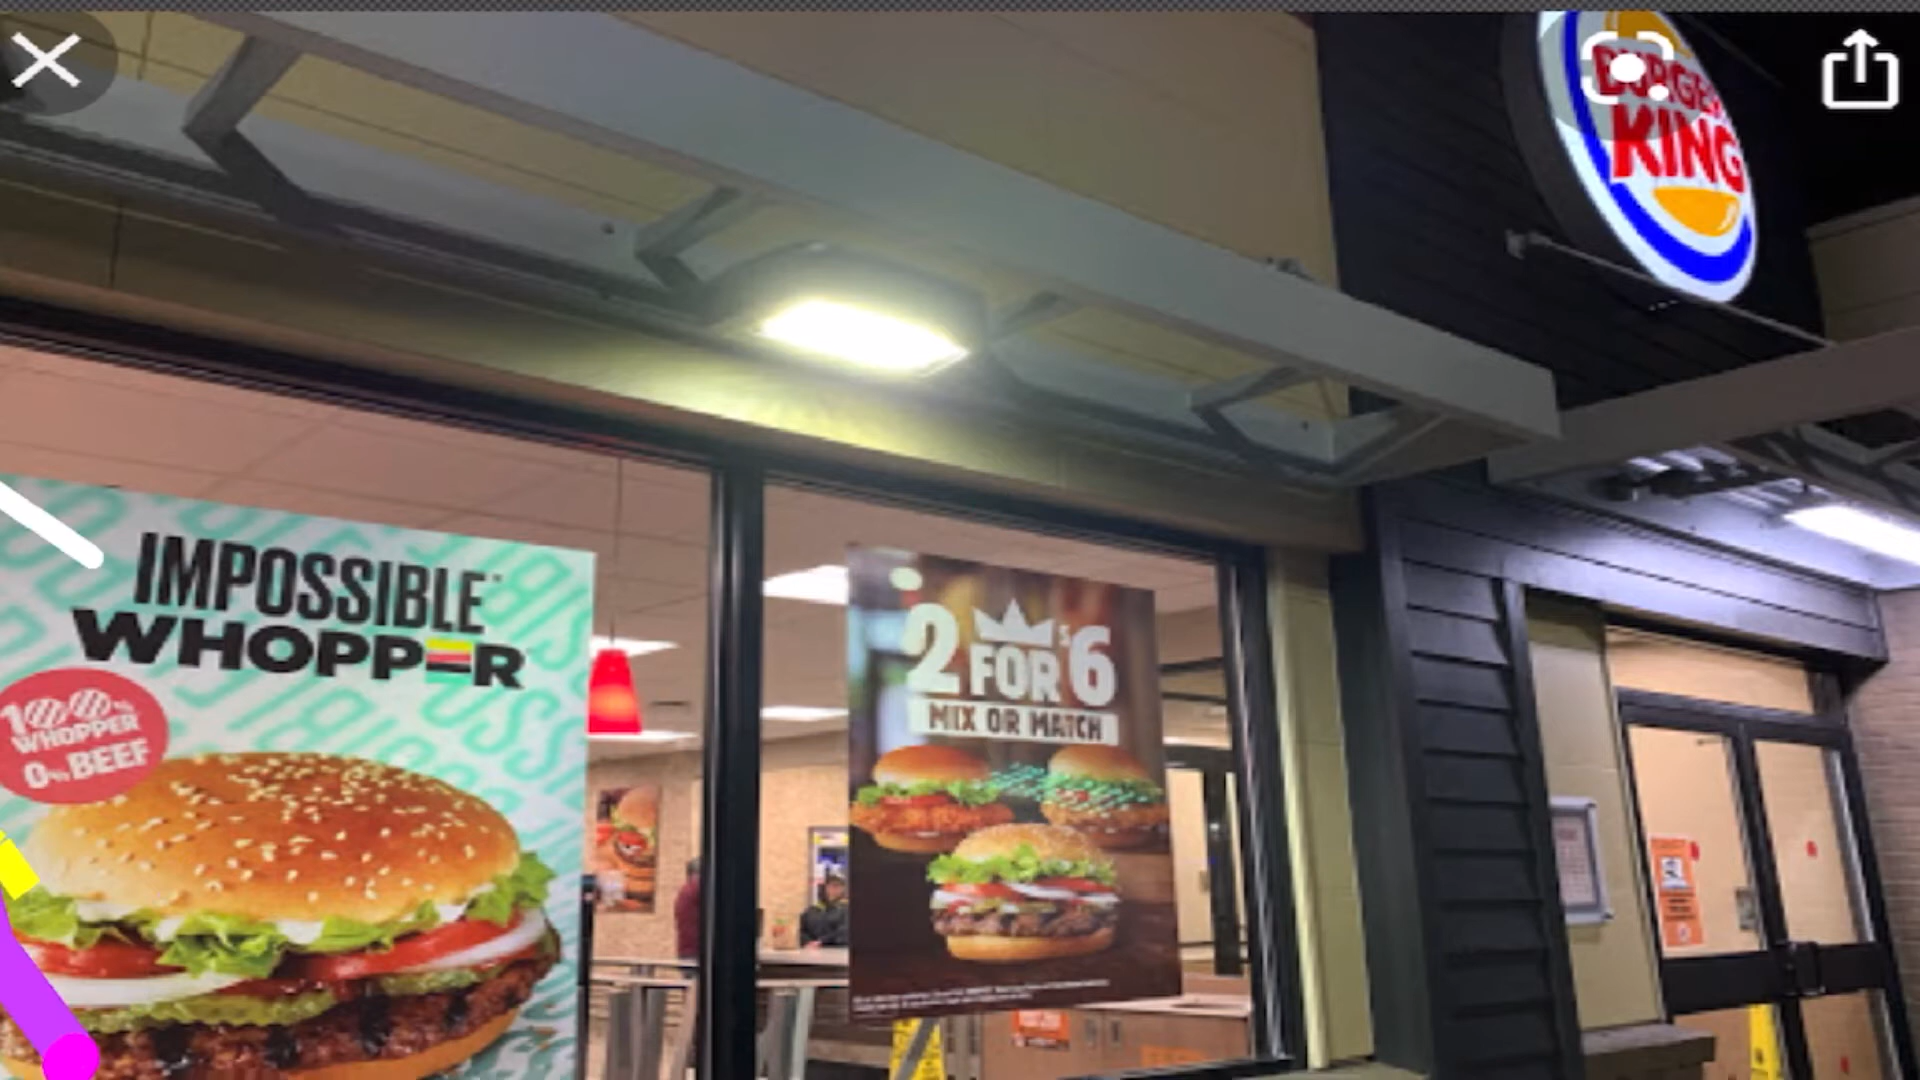 BURGER
KING
IMPOSSIBLE
WHOPPER
100%
WHOPPER
0% BEEF
2 FOR $6
MIX OR MATCH